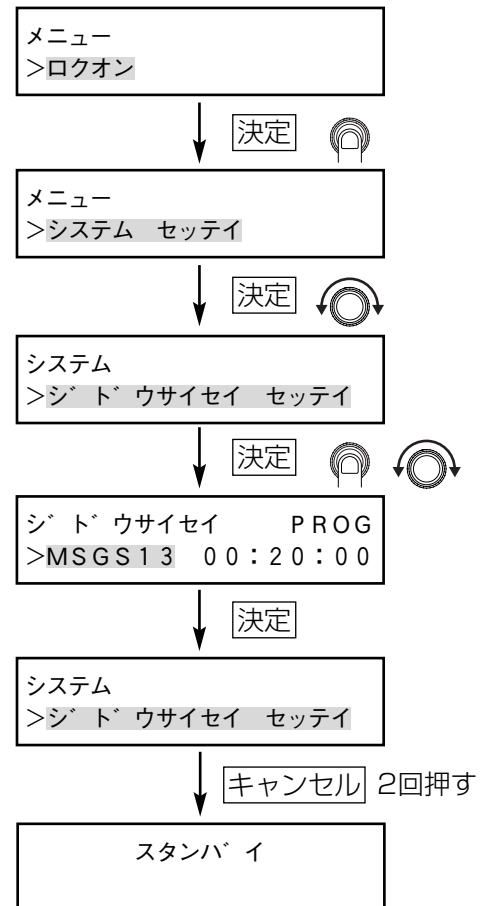 メニュー
>ロクオン
決定
メニュー
>システム セッテイ
決定
システム
>ジドウサイセイ セッテイ
決定
ジドウサイセイ PROG
>MSGS13 00:20:00
決定
システム
>ジドウサイセイ セッテイ
キャンセル 2回押す
スタンバイ